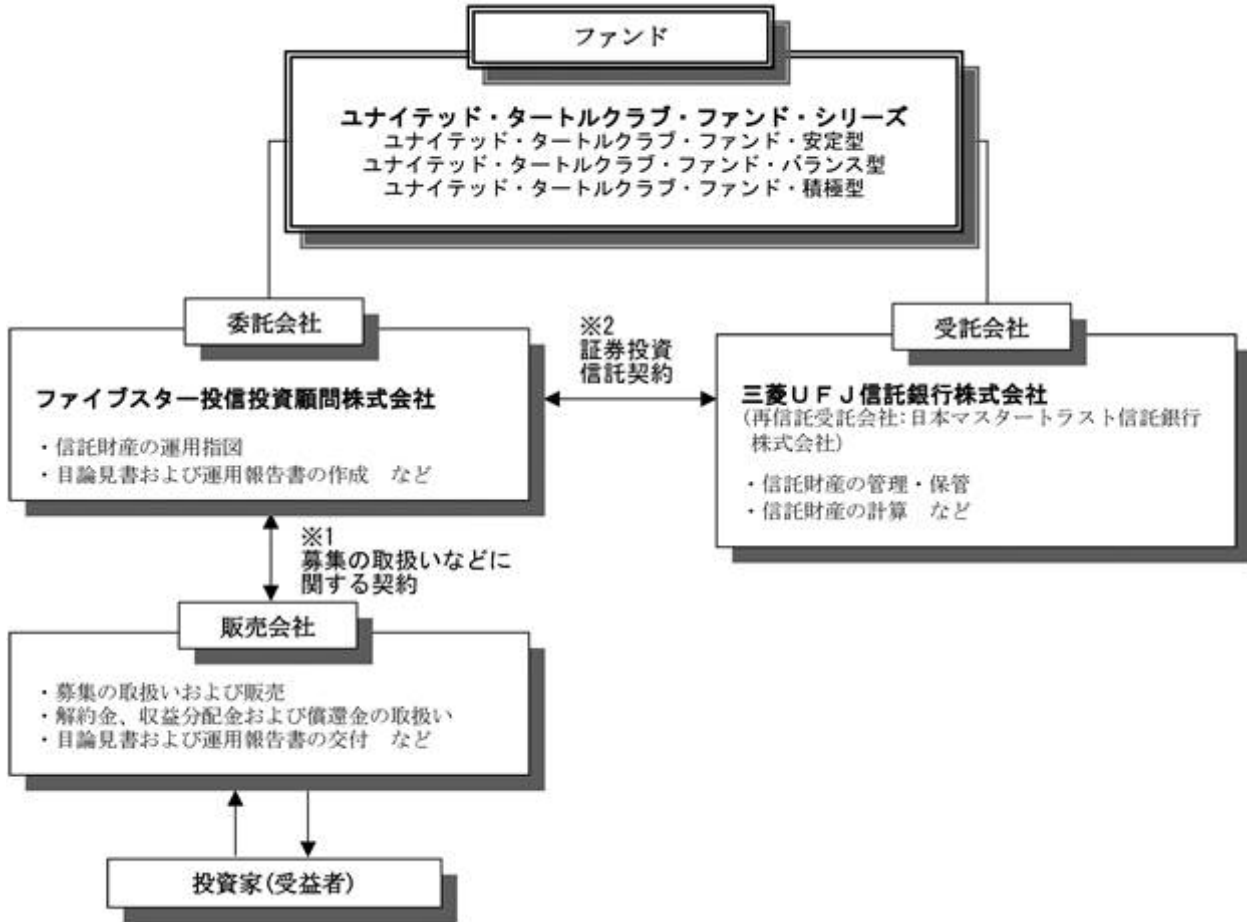 ファンド
ユナイテッド・タートルクラブ・ファンド・シリーズ
ユナイテッド・タートルクラブ・ファンド・安定型
ユナイテッド・タートルクラブ・ファンド・バランス型
ユナイテッド・タートルクラブ・ファンド・積極型
委託会社
ファイブスター投信投資顧問株式会社
・信託財産の運用指図
・目論見書および運用報告書の作成　など
※2
証券投資
信託契約
受託会社
三菱ＵＦＪ信託銀行株式会社
(再信託受託会社:日本マスタートラスト信託銀行
株式会社)
・信託財産の管理・保管
・信託財産の計算　など
※1
募集の取扱いなどに
関する契約
販売会社
・募集の取扱いおよび販売
・解約金、収益分配金および償還金の取扱い
・目論見書および運用報告書の交付　など
投資家(受益者)